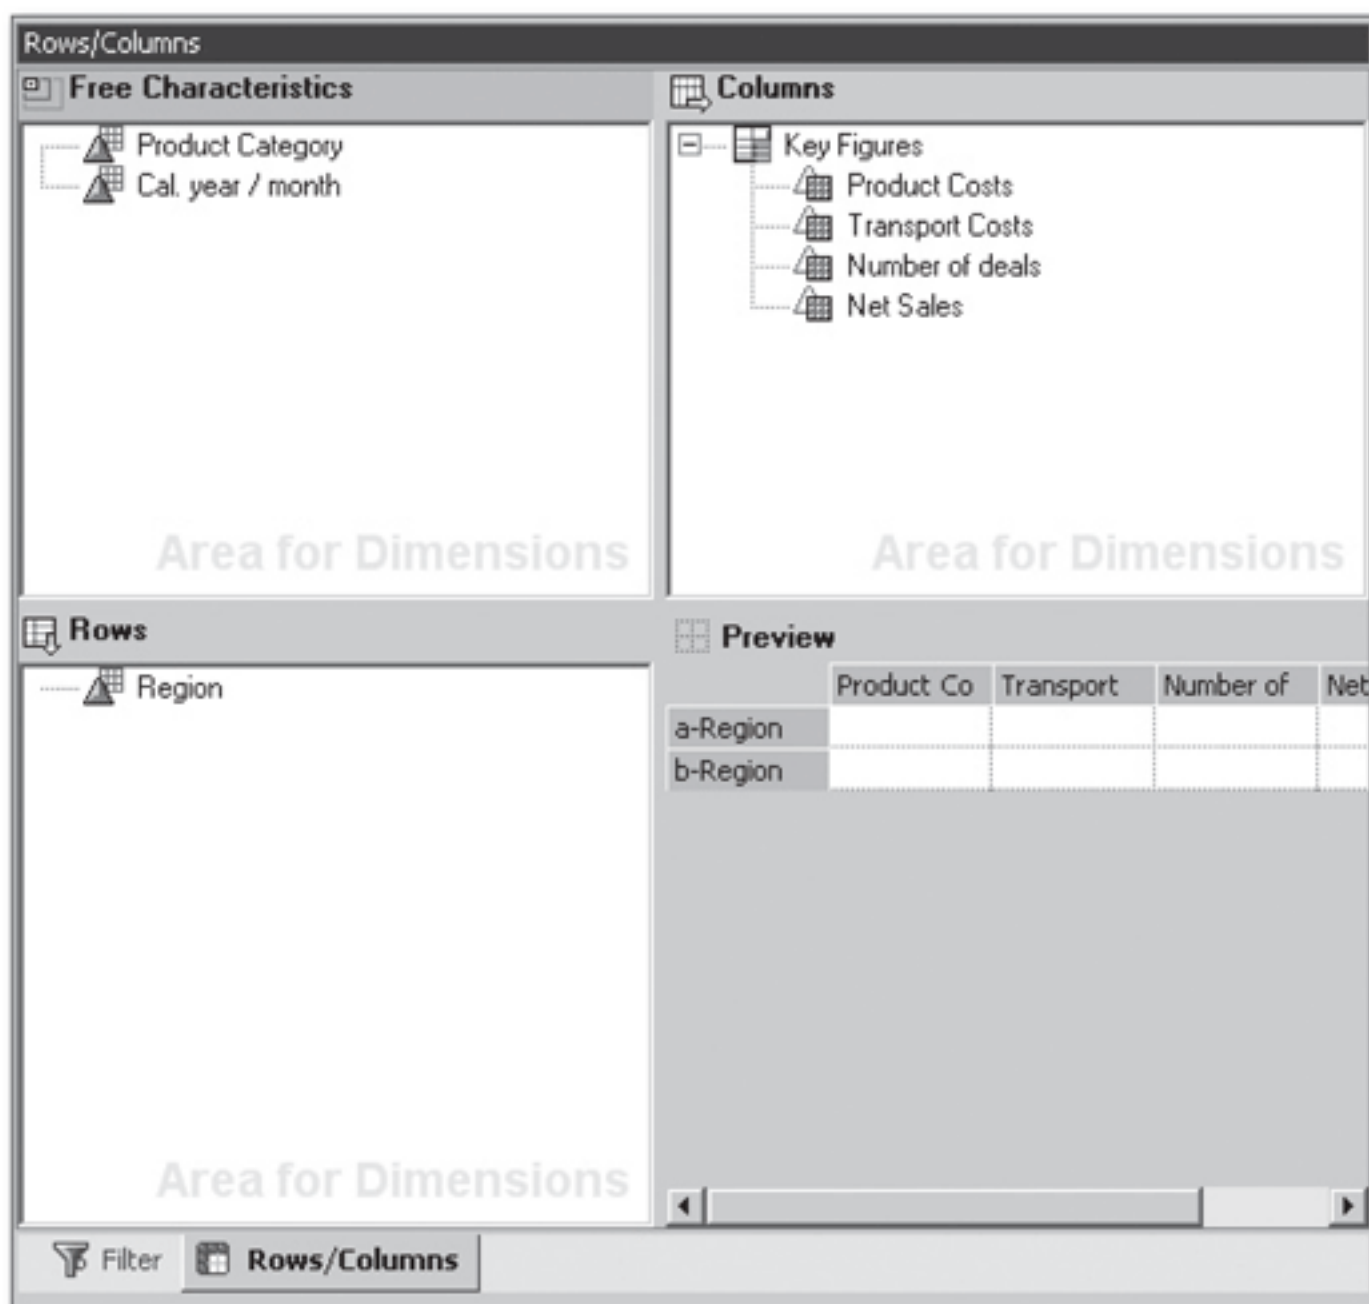 Rows/Columns
Free Characteristics
Product Category
Cal. year / month
Area for Dimensions
Columns
Key Figures
Product Costs
Transport Costs
Number of deals
Net Sales
Area for Dimensions
Rows
Region
Area for Dimensions
Preview
Product Co Transport Number of Net
a-Region
b-Region
Filter Rows/Columns